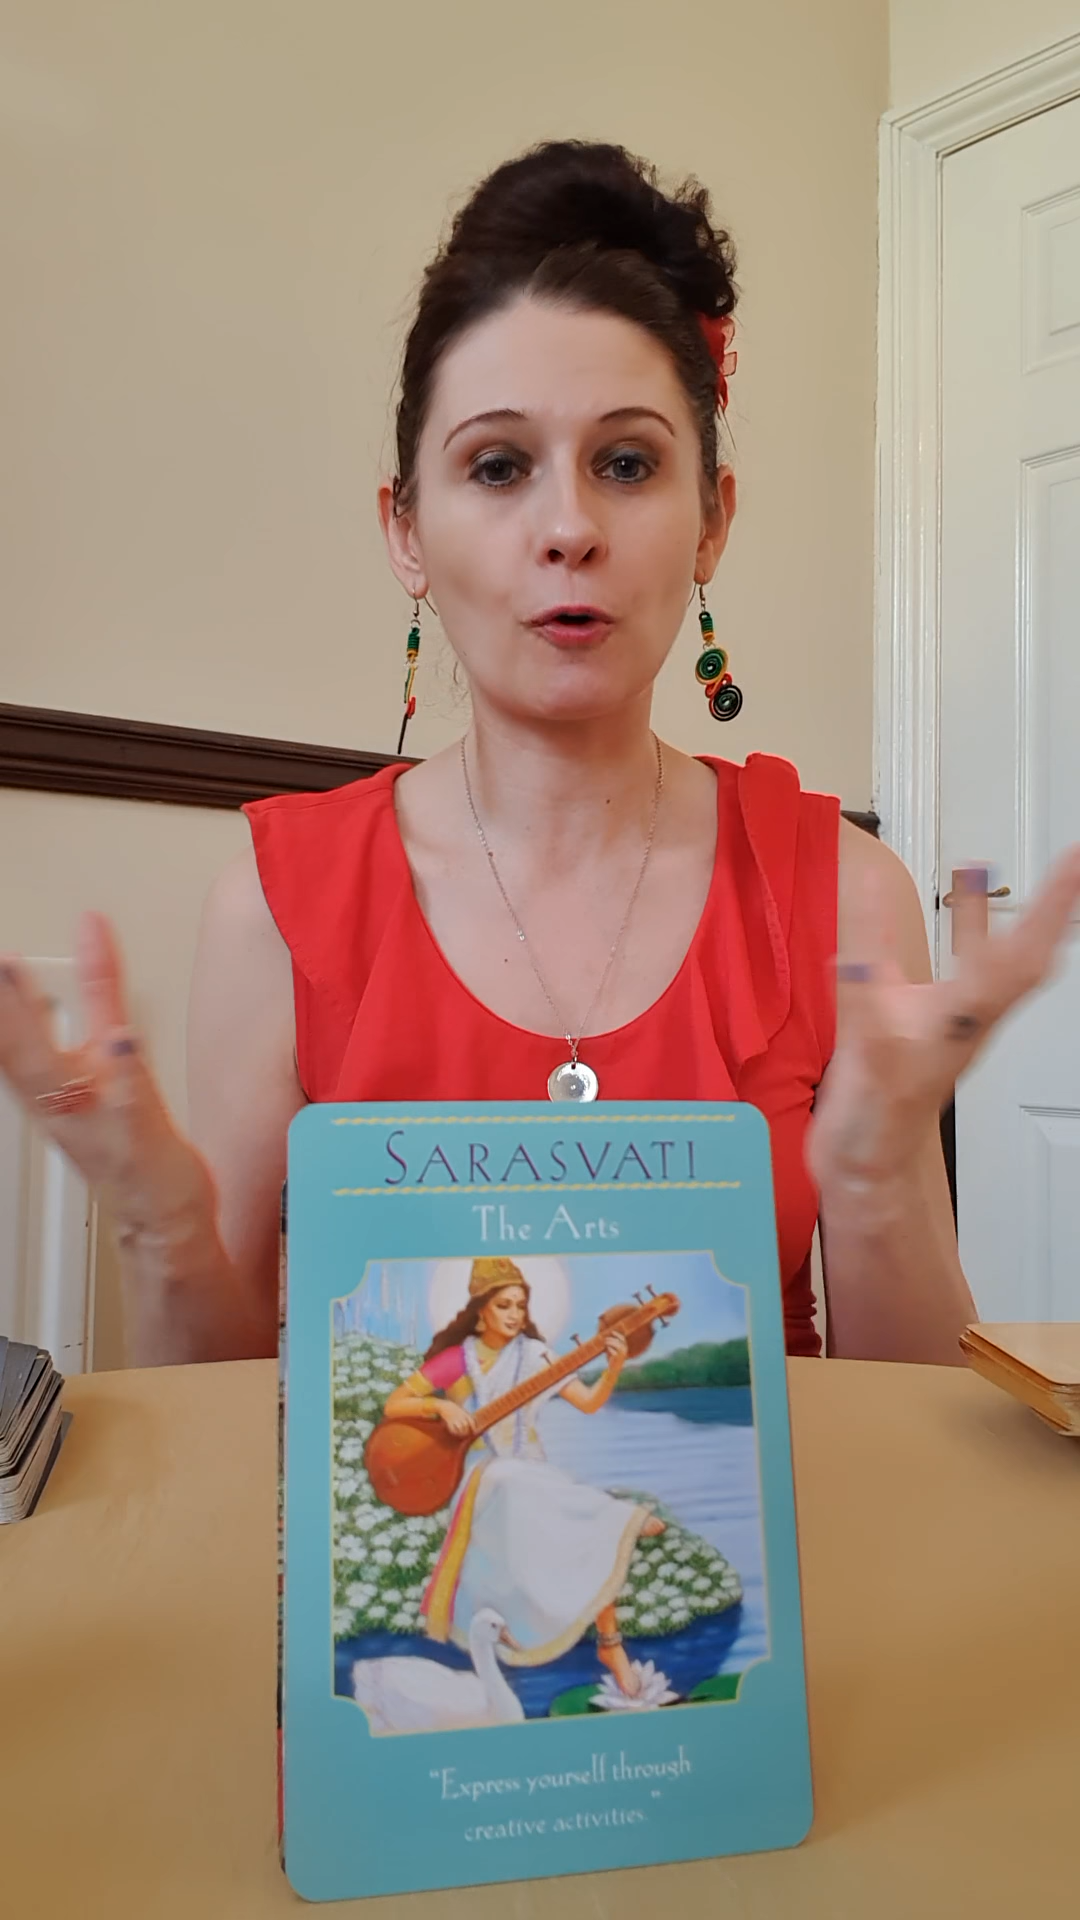 SARASVATI
The Arts
“Express yourself through
creative activities.”